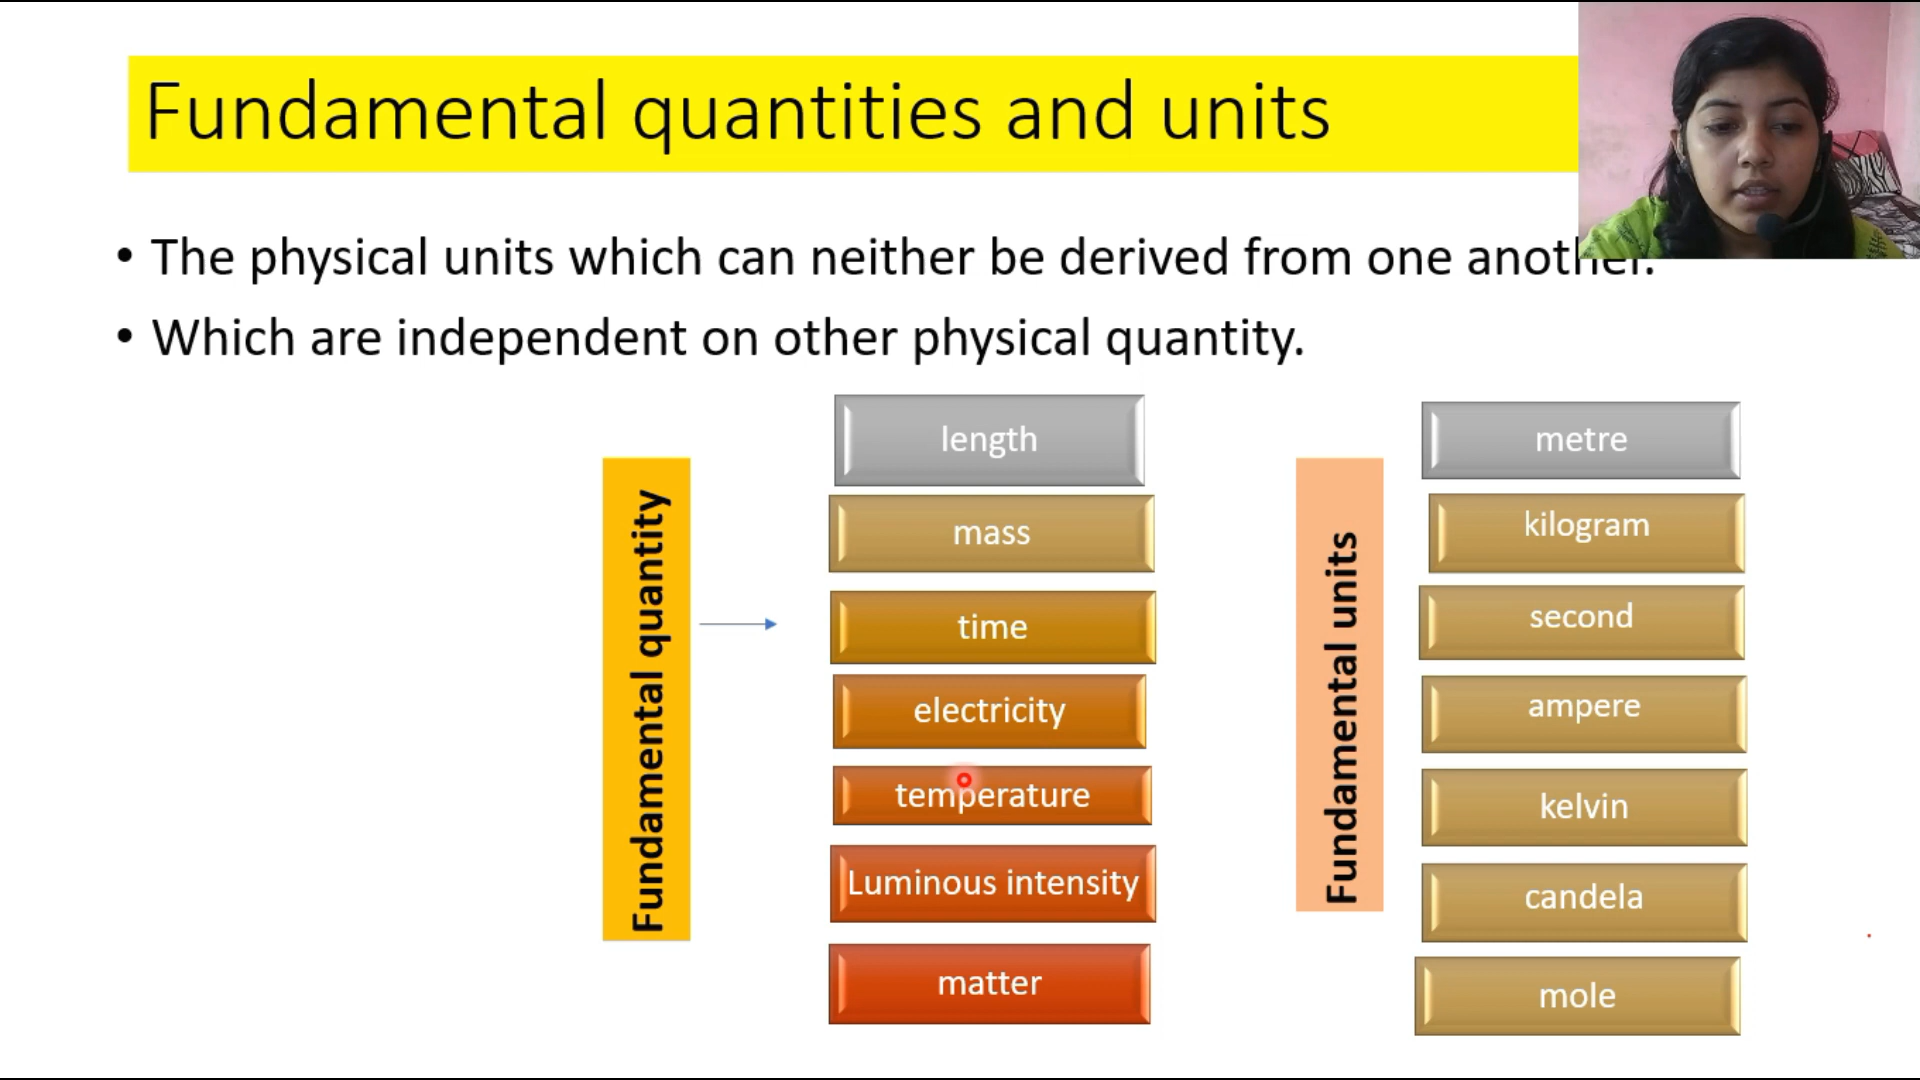 Fundamental quantities and units
• The physical units which can neither be derived from one another.
• Which are independent on other physical quantity.
Fundamental quantity
length
mass
time
electricity
temperature
Luminous intensity
matter
Fundamental units
metre
kilogram
second
ampere
kelvin
candela
mole